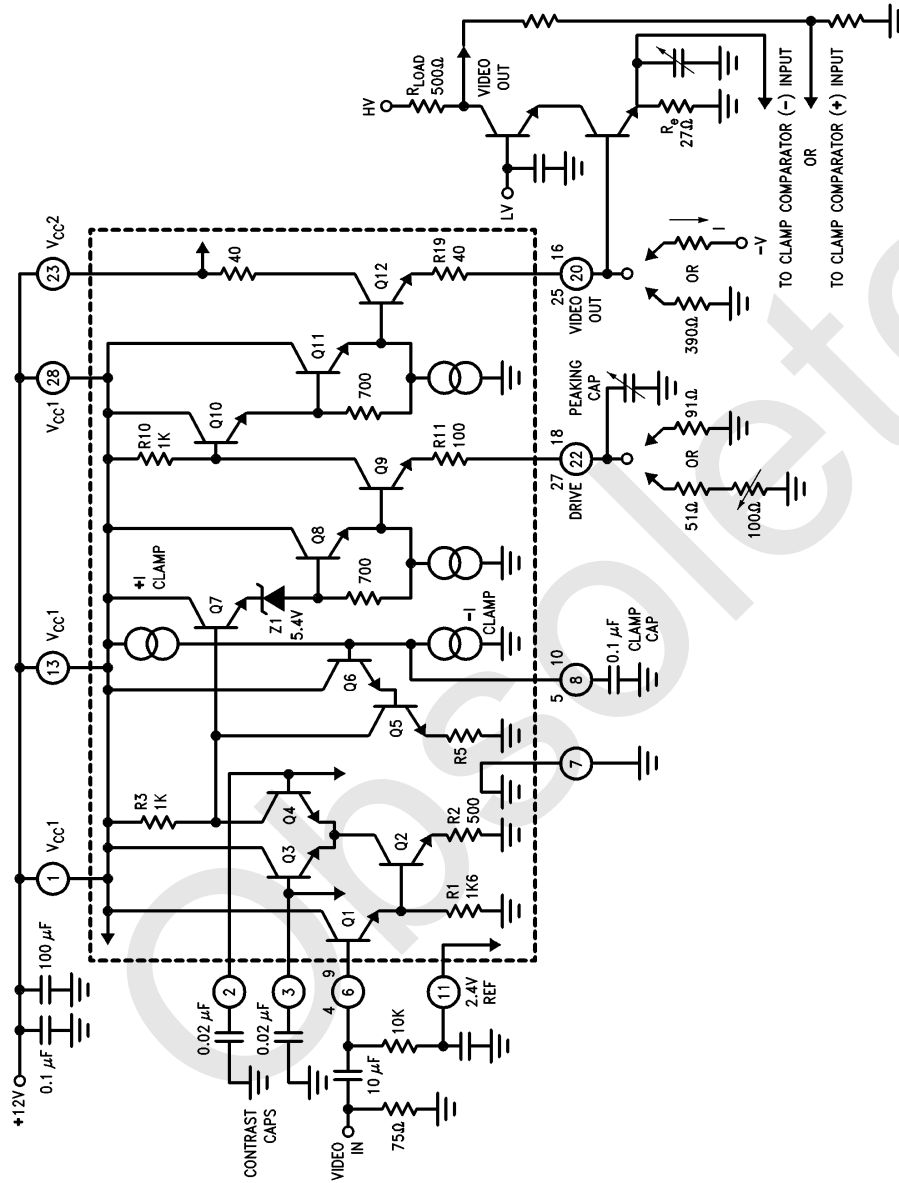 Obsolete
+12V
0.1 µF
100 µF
1
VCC1
13
VCC1
28
VCC1
23
VCC2
R3
1K
+I
CLAMP
R10
1K
40
Q7
Q10
Q11
Q12
Z1
5.4V
Q8
Q9
700
700
R11
100
R19
40
Q6
Q5
R5
-I
CLAMP
Q4
Q3
Q2
Q1
R1
1K6
R2
500
0.02 µF
2
0.02 µF
3
CONTRAST
CAPS
VIDEO
IN
75Ω
10 µF
10K
4
6
9
11
2.4V
REF
7
5
8
10
0.1 µF
CLAMP
CAP
27
22
18
DRIVE
PEAKING
CAP
51Ω
OR
91Ω
100Ω
25
20
16
VIDEO
OUT
390Ω
OR
I
-V
HV
RLOAD
500Ω
VIDEO
OUT
LV
Re
27Ω
TO CLAMP COMPARATOR (-) INPUT
OR
TO CLAMP COMPARATOR (+) INPUT